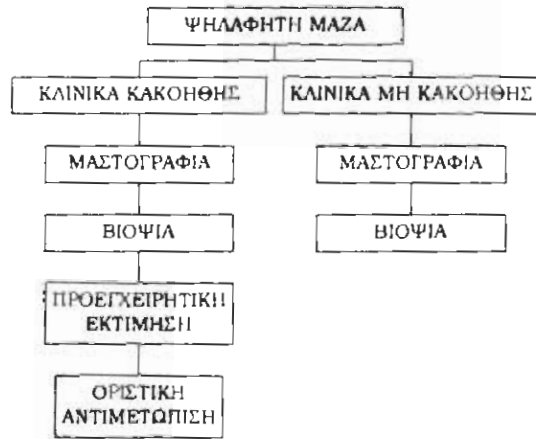 ΨΗΛΑΦΗΤΗ ΜΑΖΑ
ΚΛΙΝΙΚΑ ΚΑΚΟΗΘΗΣ
ΚΛΙΝΙΚΑ ΜΗ ΚΑΚΟΗΘΗΣ
ΜΑΣΤΟΓΡΑΦΙΑ
ΜΑΣΤΟΓΡΑΦΙΑ
ΒΙΟΨΙΑ
ΒΙΟΨΙΑ
ΠΡΟΕΓΧΕΙΡΗΤΙΚΗ
ΕΚΤΙΜΗΣΗ
ΟΡΙΣΤΙΚΗ
ΑΝΤΙΜΕΤΩΠΙΣΗ